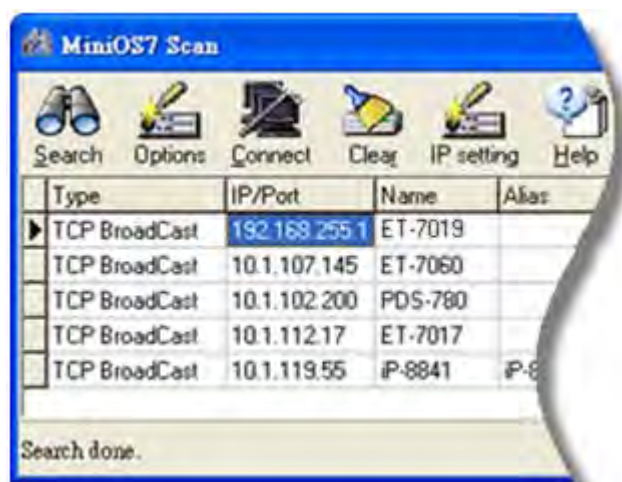 MiniOS7 Scan
Search Options Connect Clear IP setting Help
Type IP/Port Name Alias
TCP BroadCast 192.168.255.1 ET-7019
TCP BroadCast 10.1.107.145 ET-7060
TCP BroadCast 10.1.102.200 PDS-780
TCP BroadCast 10.1.112.17 ET-7017
TCP BroadCast 10.1.119.55 iP-8841 iP-8
Search done.